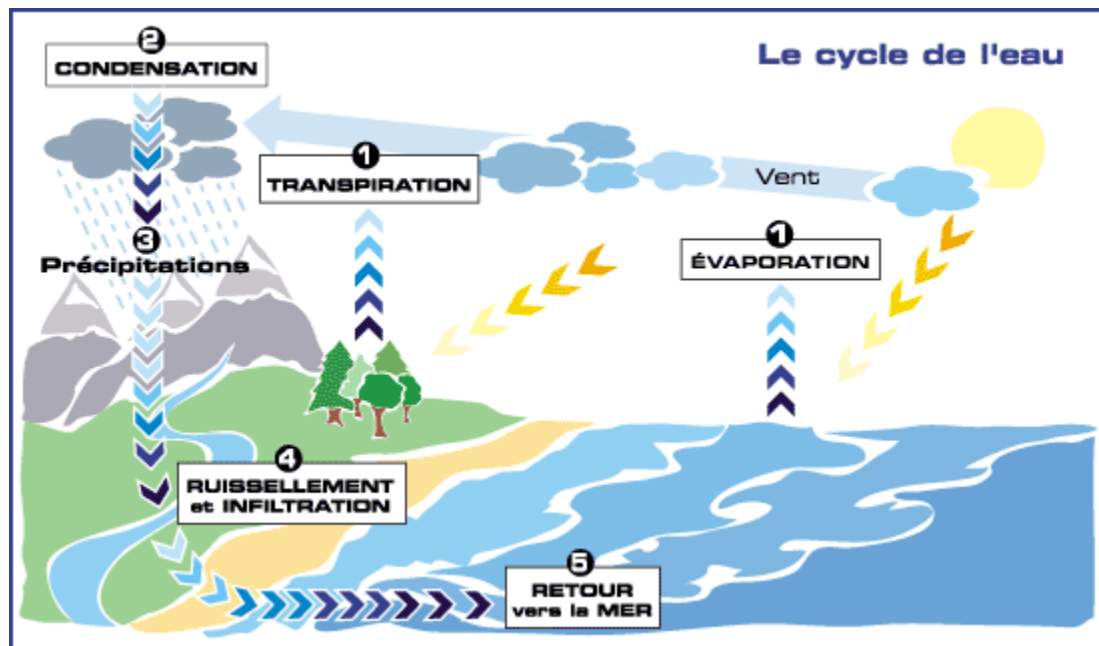 Le cycle de l'eau
2
CONDENSATION
1
TRANSPIRATION
Vent
1
ÉVAPORATION
3
Précipitations
4
RUISSELLEMENT
et INFILTRATION
5
RETOUR
vers la MER